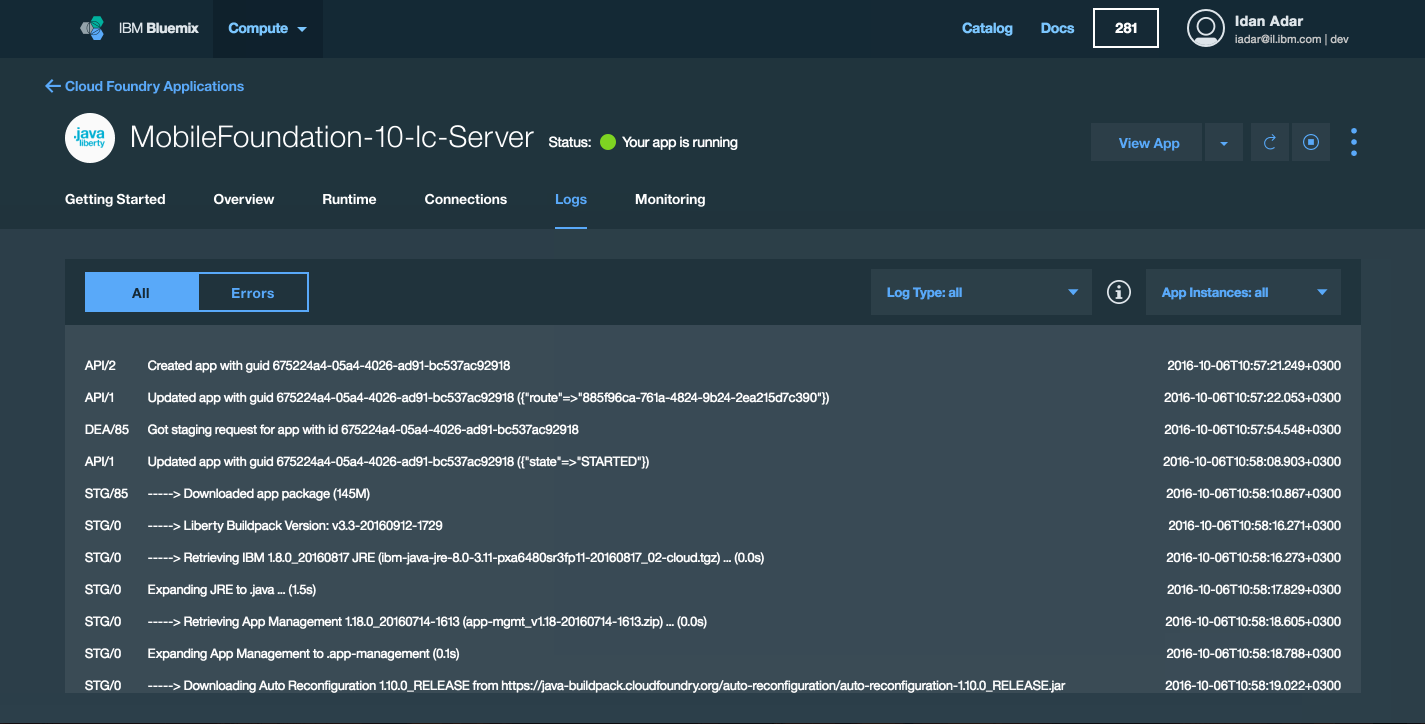 IBM Bluemix Compute Catalog Docs 281 Idan Adar
iadar@il.ibm.com | dev
Cloud Foundry Applications
java
liberty
MobileFoundation-10-lc-Server Status: Your app is running View App
Getting Started Overview Runtime Connections Logs Monitoring
All Errors Log Type: all App Instances: all
API/2 Created app with guid 675224a4-05a4-4026-ad91-bc537ac92918 2016-10-06T10:57:21.249+0300
API/1 Updated app with guid 675224a4-05a4-4026-ad91-bc537ac92918 ({"route"=>"885f96ca-761a-4824-9b24-2ea215d7c390"}) 2016-10-06T10:57:22.053+0300
DEA/85 Got staging request for app with id 675224a4-05a4-4026-ad91-bc537ac92918 2016-10-06T10:57:54.548+0300
API/1 Updated app with guid 675224a4-05a4-4026-ad91-bc537ac92918 ({"state"=>"STARTED"}) 2016-10-06T10:58:08.903+0300
STG/85 -----> Downloaded app package (145M) 2016-10-06T10:58:10.867+0300
STG/0 -----> Liberty Buildpack Version: v3.3-20160912-1729 2016-10-06T10:58:16.271+0300
STG/0 -----> Retrieving IBM 1.8.0_20160817 JRE (ibm-java-jre-8.0-3.11-pxa6480sr3fp11-20160817_02-cloud.tgz) ... (0.0s) 2016-10-06T10:58:16.273+0300
STG/0 Expanding JRE to .java ... (1.5s) 2016-10-06T10:58:17.829+0300
STG/0 -----> Retrieving App Management 1.18.0_20160714-1613 (app-mgmt_v1.18-20160714-1613.zip) ... (0.0s) 2016-10-06T10:58:18.605+0300
STG/0 Expanding App Management to .app-management (0.1s) 2016-10-06T10:58:18.788+0300
STG/0 -----> Downloading Auto Reconfiguration 1.10.0_RELEASE from https://java-buildpack.cloudfoundry.org/auto-reconfiguration/auto-reconfiguration-1.10.0_RELEASE.jar 2016-10-06T10:58:19.022+0300